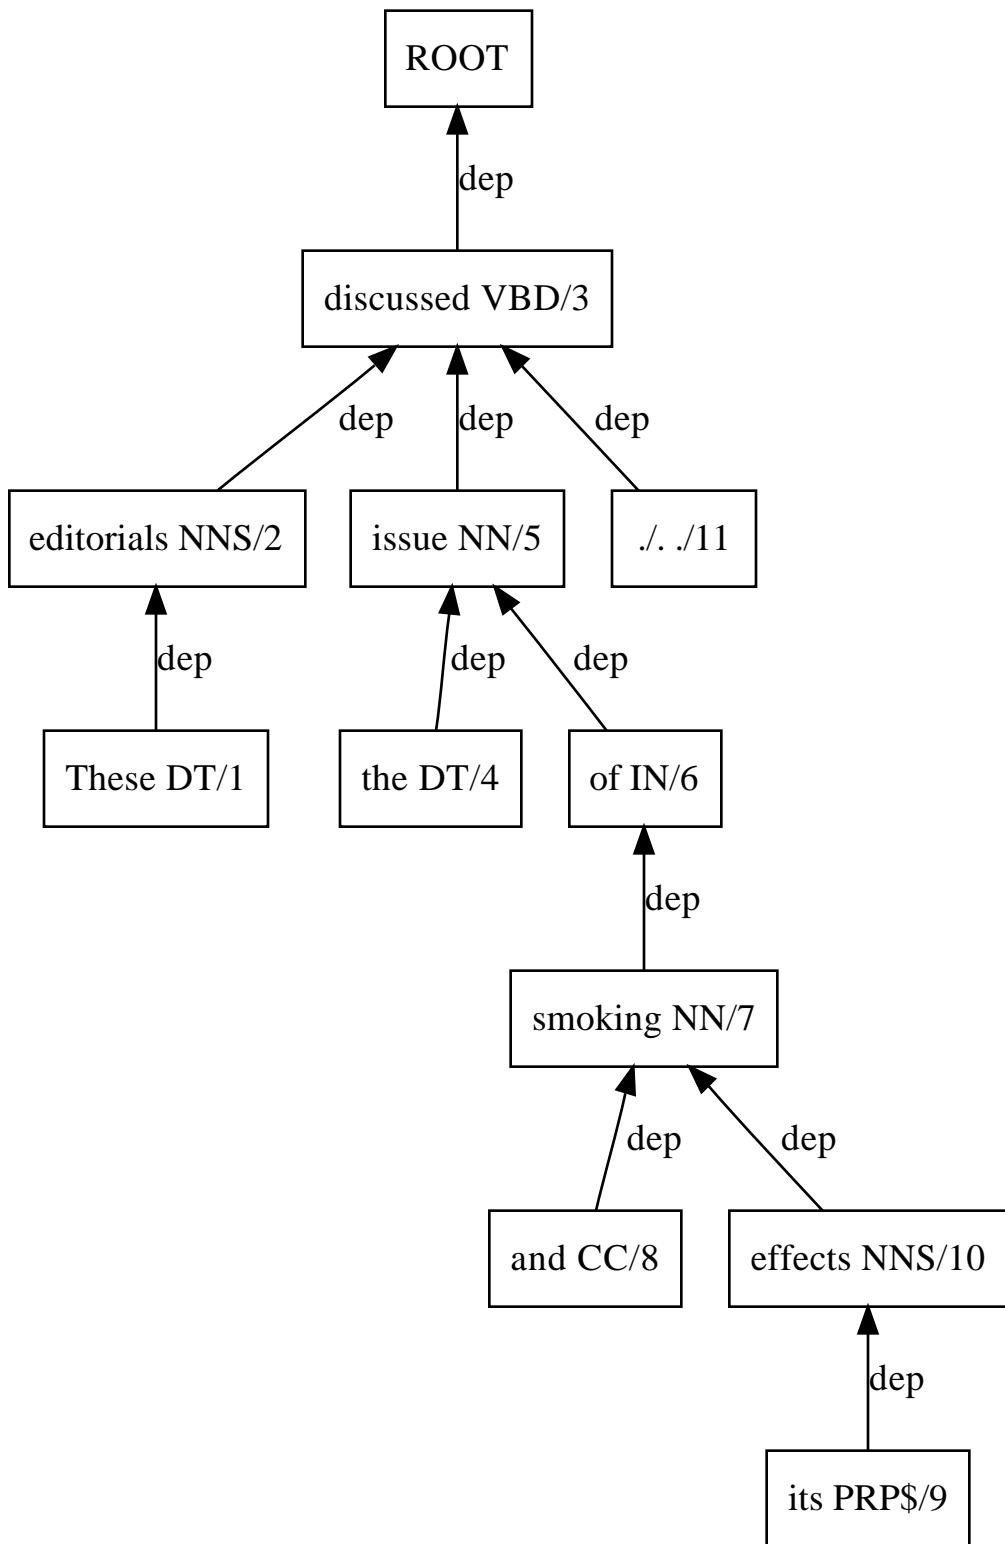 ROOT
dep
discussed VBD/3
dep dep dep
editorials NNS/2 issue NN/5 ./. ./11
dep dep dep
These DT/1 the DT/4 of IN/6
dep
smoking NN/7
dep dep
and CC/8 effects NNS/10
dep
its PRP$/9